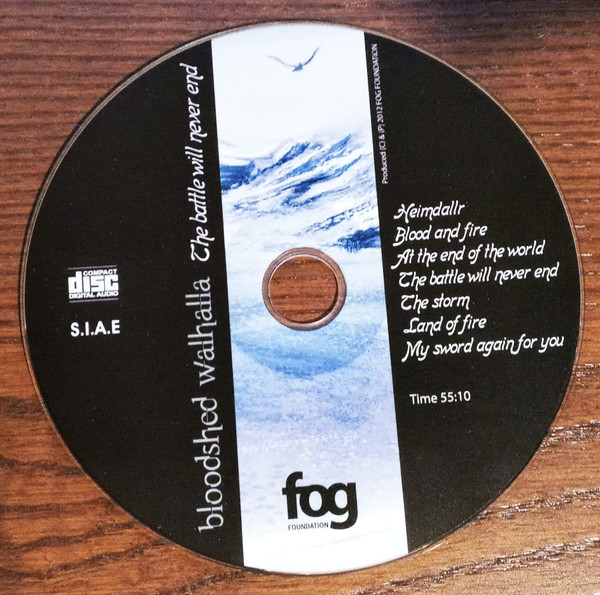 COMPACT
disc
DIGITAL AUDIO
S.I.A.E
bloodshed walhalla The battle will never end
Produced (C) & (P) 2012 FOG FOUNDATION
Heimdallr
Blood and fire
At the end of the world
The battle will never end
The storm
Land of fire
My sword again for you
Time 55:10
fog
FOUNDATION